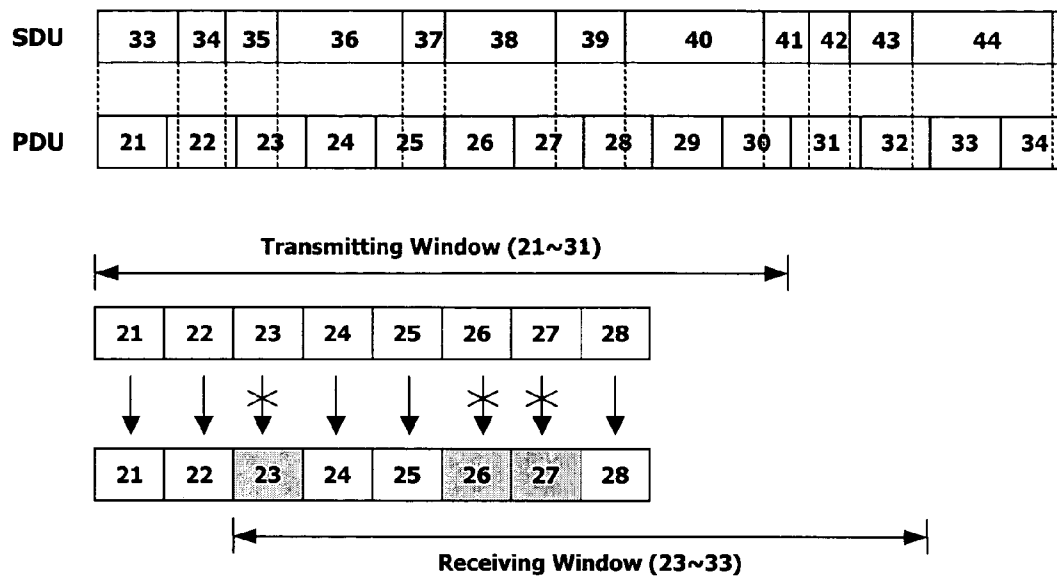 SDU 33 34 35 36 37 38 39 40 41 42 43 44
PDU 21 22 23 24 25 26 27 28 29 30 31 32 33 34
Transmitting Window (21~31)
21 22 23 24 25 26 27 28
21 22 23 24 25 26 27 28
Receiving Window (23~33)